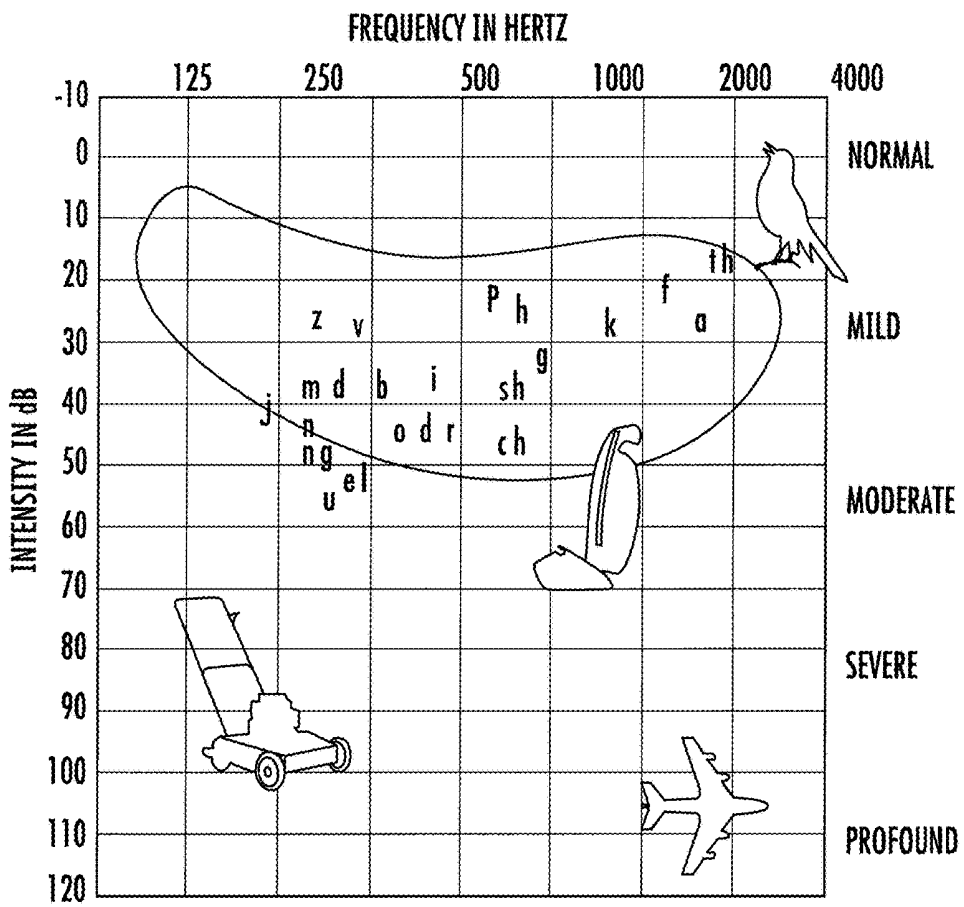 FREQUENCY IN HERTZ
125 250 500 1000 2000 4000
-10
0 NORMAL
10
th
20
p h f
z v k a MILD
30
g
m d b i sh
40
j
n o d r
ch
50
ng
el
u MODERATE
60
70
80 SEVERE
90
100
110 PROFOUND
120
INTENSITY IN dB